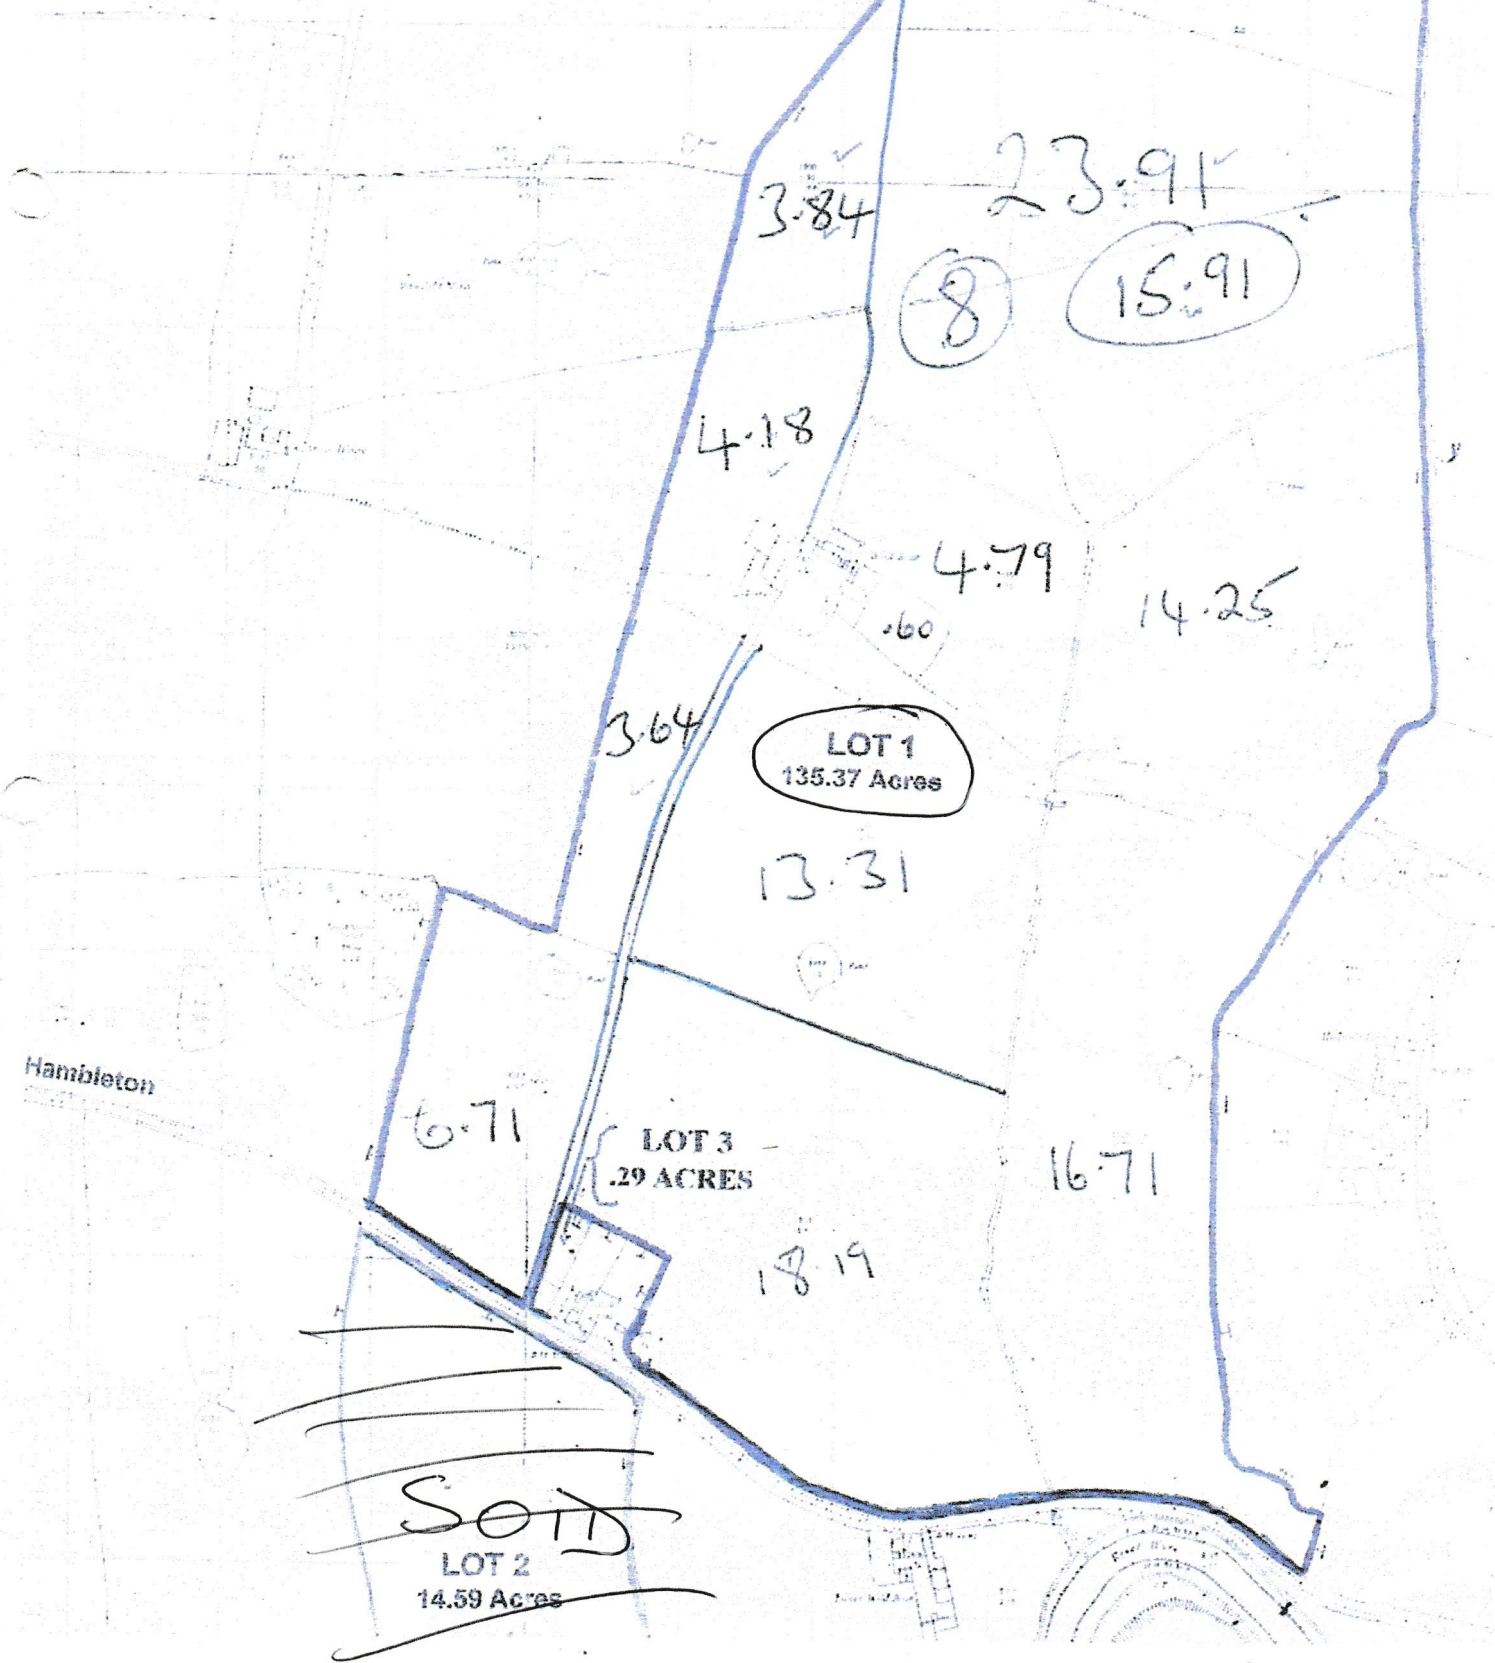 23.91
3.84
8
15.91
4.18
4.79
14.25
.60
3.64
LOT 1
135.37 Acres
13.31
Hambleton
6.71
LOT 3
.29 ACRES
16.71
18.19
SOLD
LOT 2
14.59 Acres